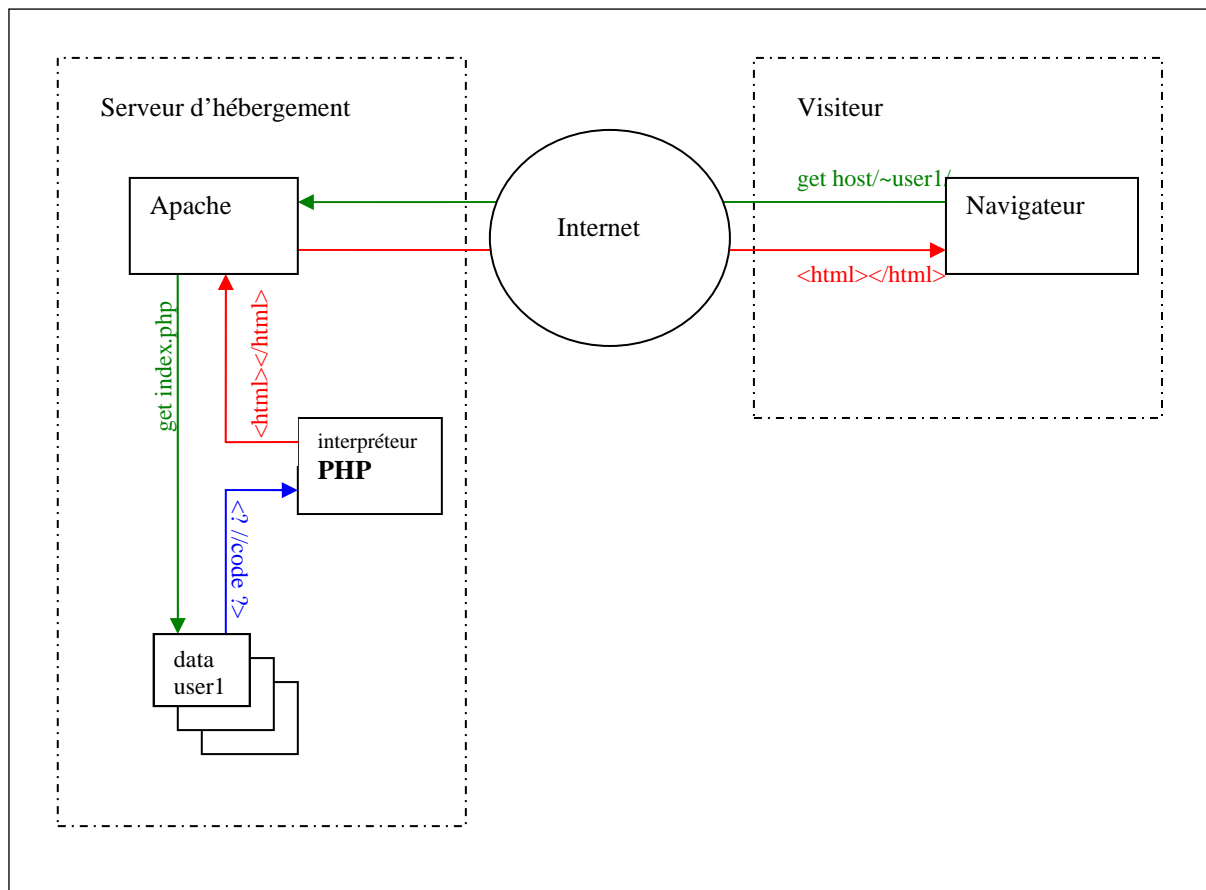 Serveur d’hébergement
Visiteur
get host/~user1/
Apache
Internet
Navigateur
<html></html>
get index.php
<html></html>
interpréteur
PHP
<? //code ?>
data
user1